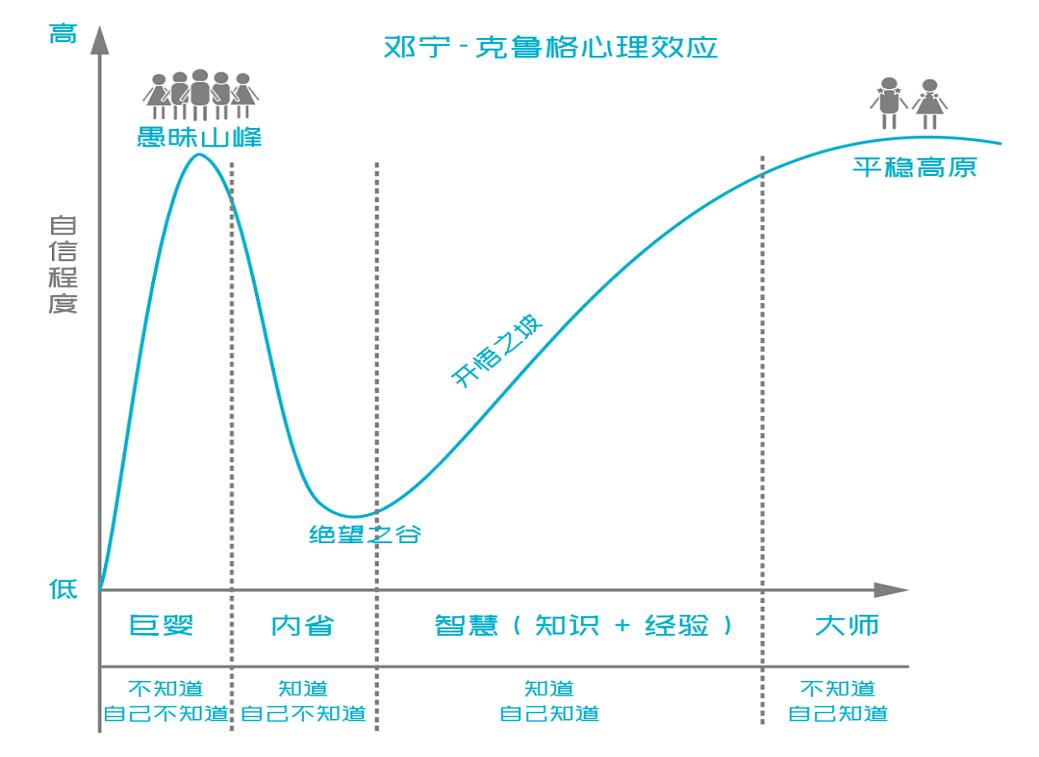 高
邓宁-克鲁格心理效应
愚昧山峰
平稳高原
自信程度
开悟之坡
绝望之谷
低
巨婴
内省
智慧(知识 + 经验)
大师
不知道
自己不知道
知道
自己不知道
知道
自己知道
不知道
自己知道